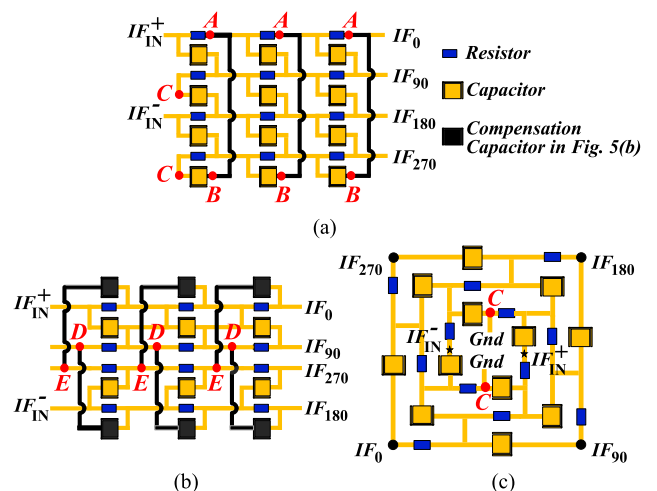 A A A
IF+IN IF0
Resistor
IF90
C
Capacitor
IF-IN IF180
Compensation
Capacitor in Fig. 5(b)
IF270
C
B B B
(a)
IF270 IF180
IF+IN IF0
D D D
C
IF-IN Gnd IF+IN
Gnd
IF90
E E E
IF270
C
IF-IN IF180
IF0 IF90
(b) (c)